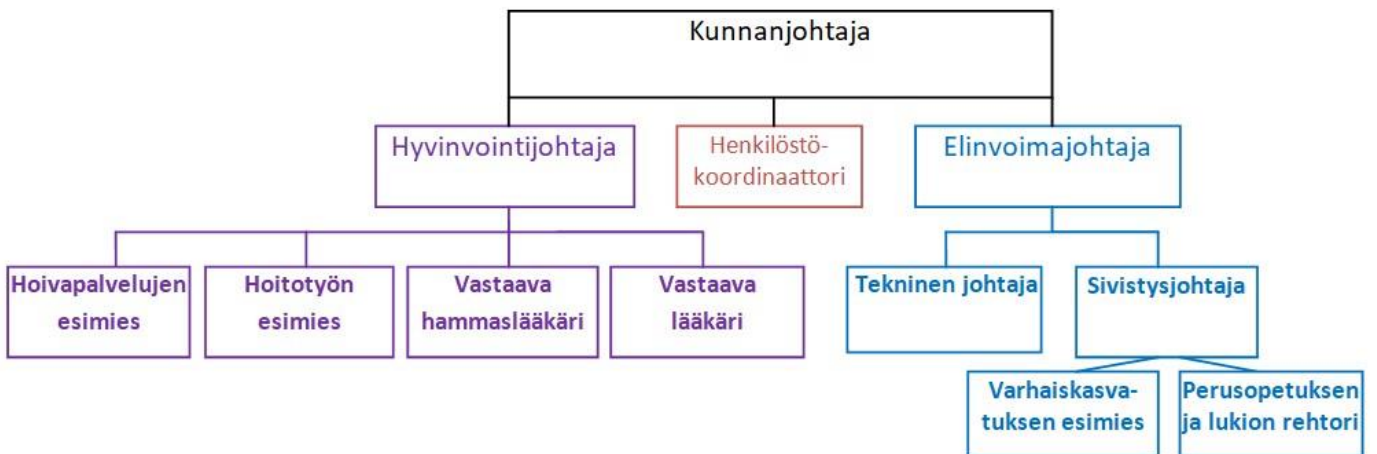 Kunnanjohtaja
Hyvinvointijohtaja
Henkilöstö-
koordinaattori
Elinvoimajohtaja
Hoivapalvelujen
esimies
Hoitotyön
esimies
Vastaava
hammaslääkäri
Vastaava
lääkäri
Tekninen johtaja
Sivistysjohtaja
Varhaiskasva-
tuksen esimies
Perusopetuksen
ja lukion rehtori